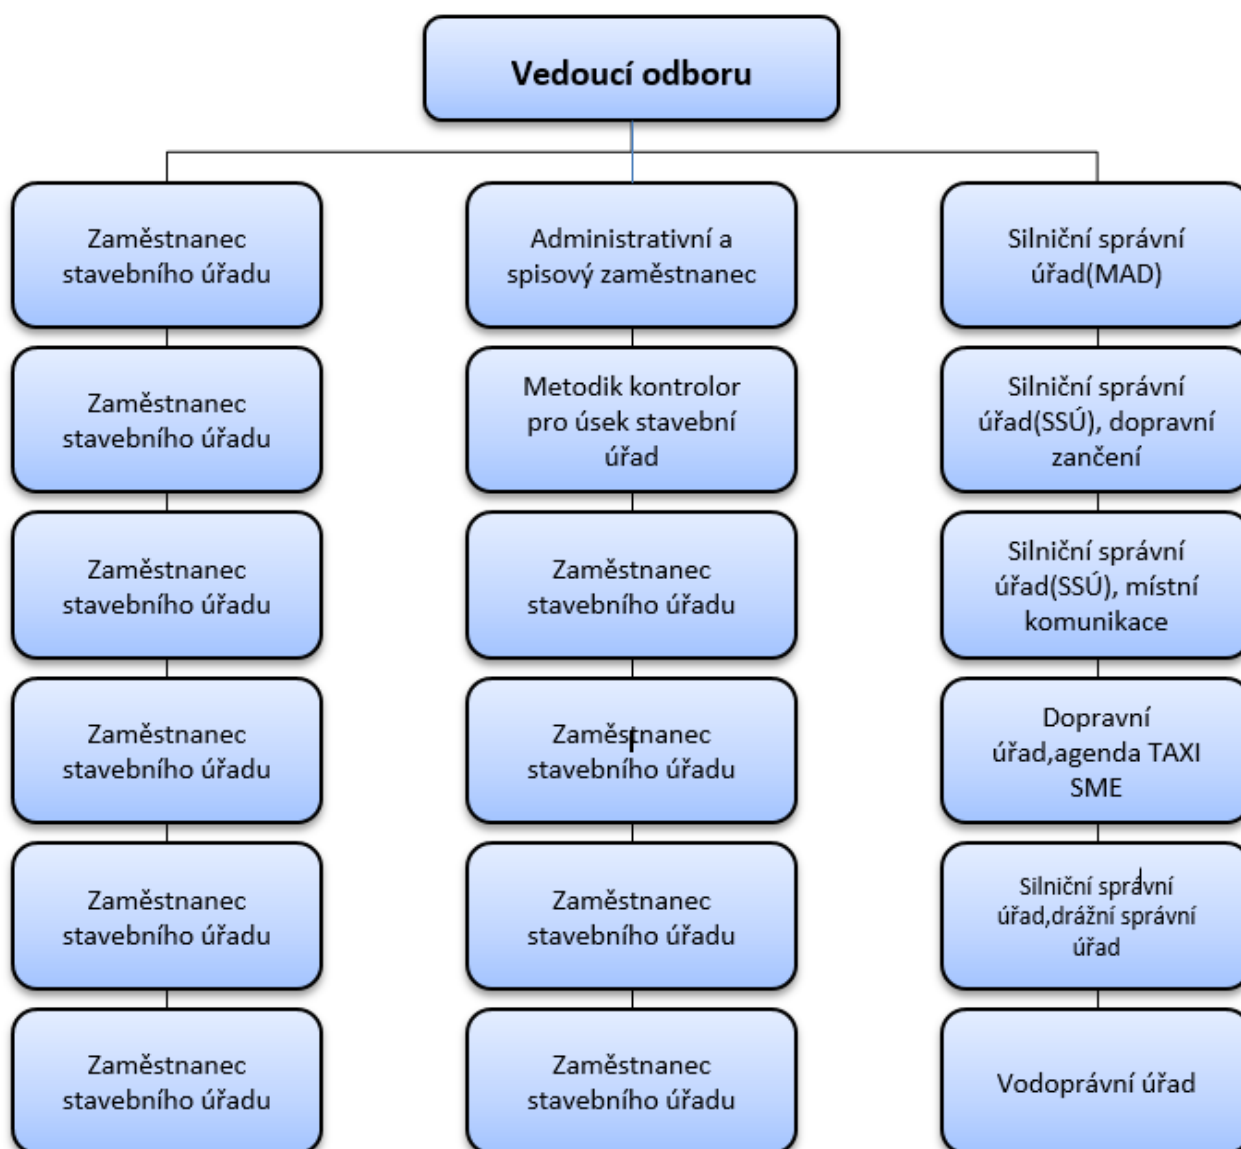 Vedoucí odboru
Zaměstnanec
stavebního úřadu
Administrativní a
spisový zaměstnanec
Silniční správní
úřad(MAD)
Zaměstnanec
stavebního úřadu
Metodik kontrolor
pro úsek stavební
úřad
Silniční správní
úřad(SSÚ), dopravní
zančení
Zaměstnanec
stavebního úřadu
Zaměstnanec
stavebního úřadu
Silniční správní
úřad(SSÚ), místní
komunikace
Zaměstnanec
stavebního úřadu
Zaměstnanec
stavebního úřadu
Dopravní
úřad,agenda TAXI
SME
Zaměstnanec
stavebního úřadu
Zaměstnanec
stavebního úřadu
Silniční správní
úřad,drážní správní
úřad
Zaměstnanec
stavebního úřadu
Zaměstnanec
stavebního úřadu
Vodoprávní úřad